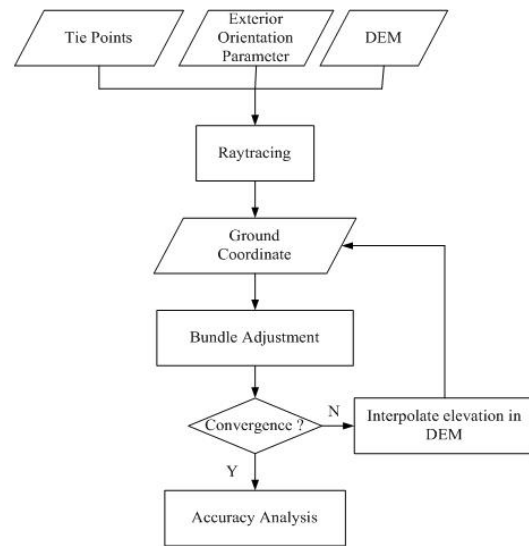 Tie Points
Exterior
Orientation
Parameter
DEM
Raytracing
Ground
Coordinate
Bundle Adjustment
Convergence ?
N
Interpolate elevation in
DEM
Y
Accuracy Analysis